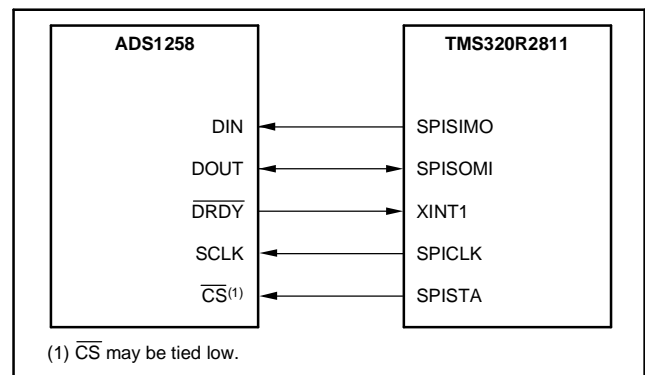 ADS1258 TMS320R2811
DIN SPISIMO
DOUT SPISOMI
DRDY XINT1
SCLK SPICLK
CS(1) SPISTA
(1) CS may be tied low.